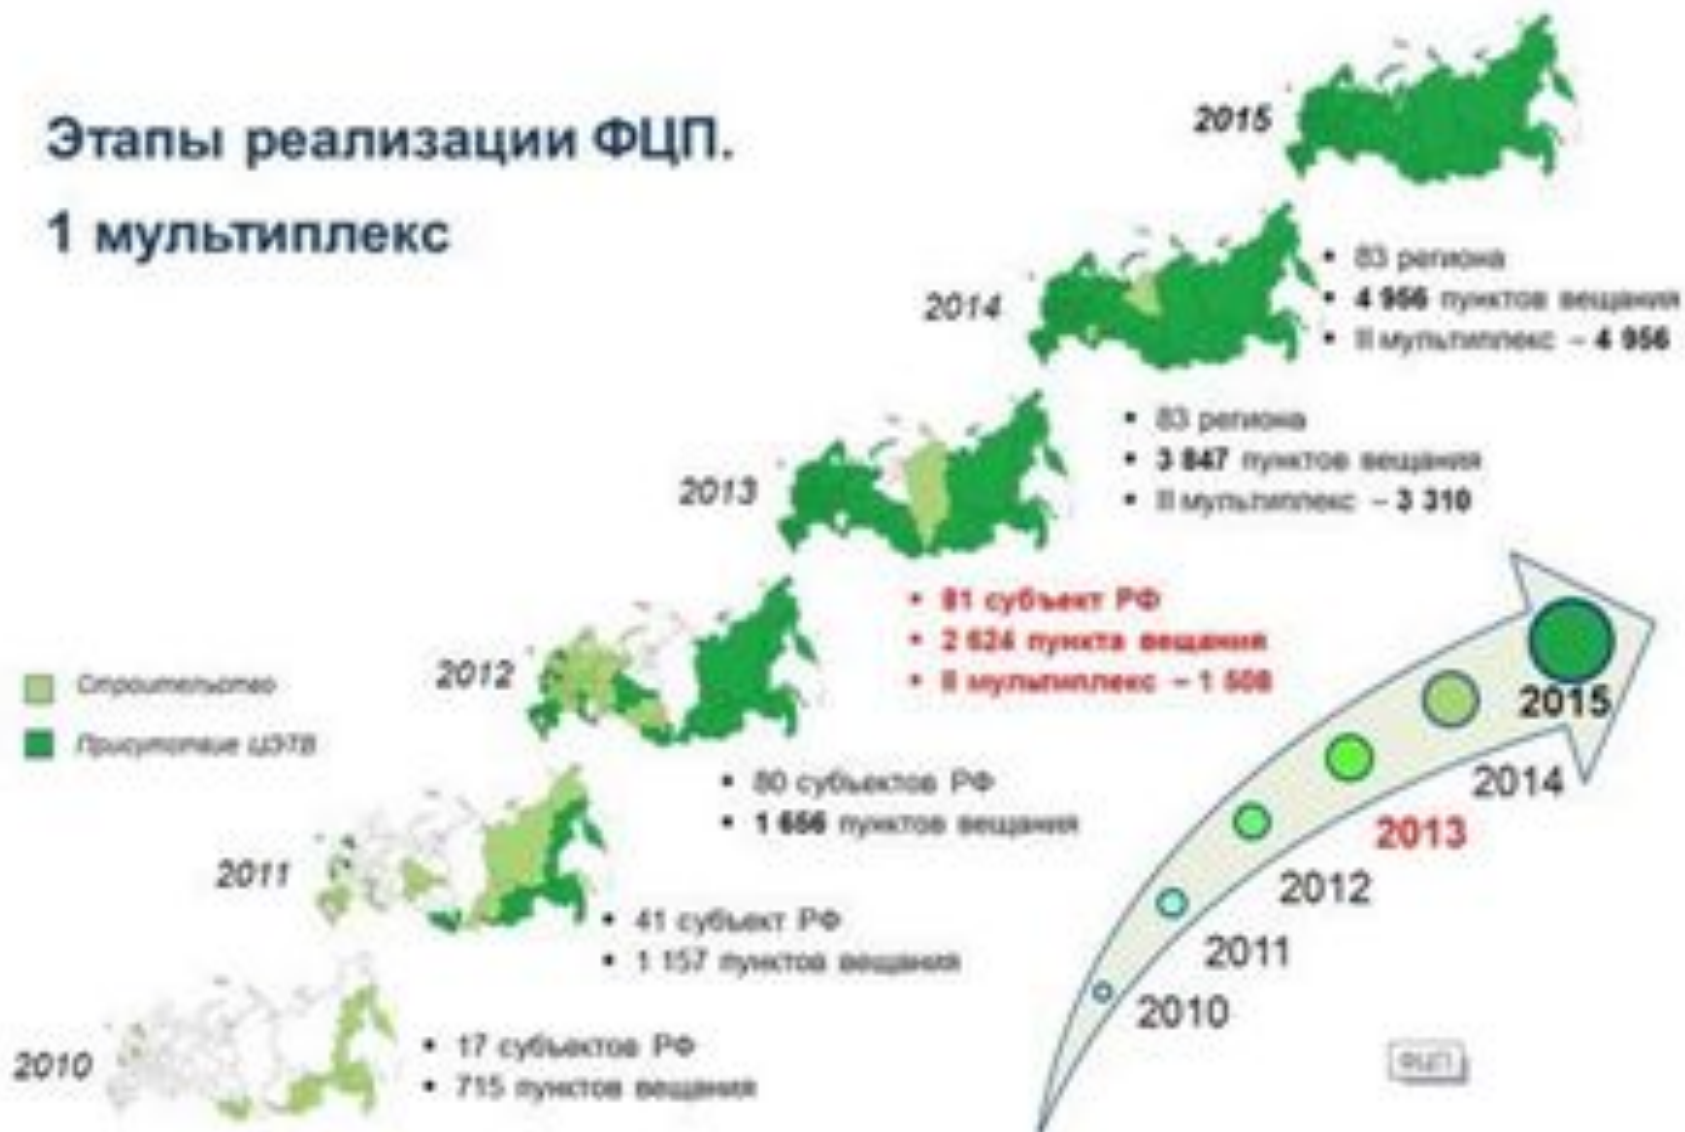 Этапы реализации ФЦП.
1 мультиплекс
2015
• 83 региона
• 4 956 пунктов вещания
• II мультиплекс – 4 956
2014
• 83 региона
• 3 847 пунктов вещания
• II мультиплекс – 3 310
2013
• 81 субъект РФ
• 2 624 пункта вещания
• II мультиплекс – 1 508
2012
• 80 субъектов РФ
• 1 656 пунктов вещания
2011
• 41 субъект РФ
• 1 157 пунктов вещания
2010
• 17 субъектов РФ
• 715 пунктов вещания
Строительство
Присутствие ЦЭТВ
2015
2014
2013
2012
2011
2010
ФЦП